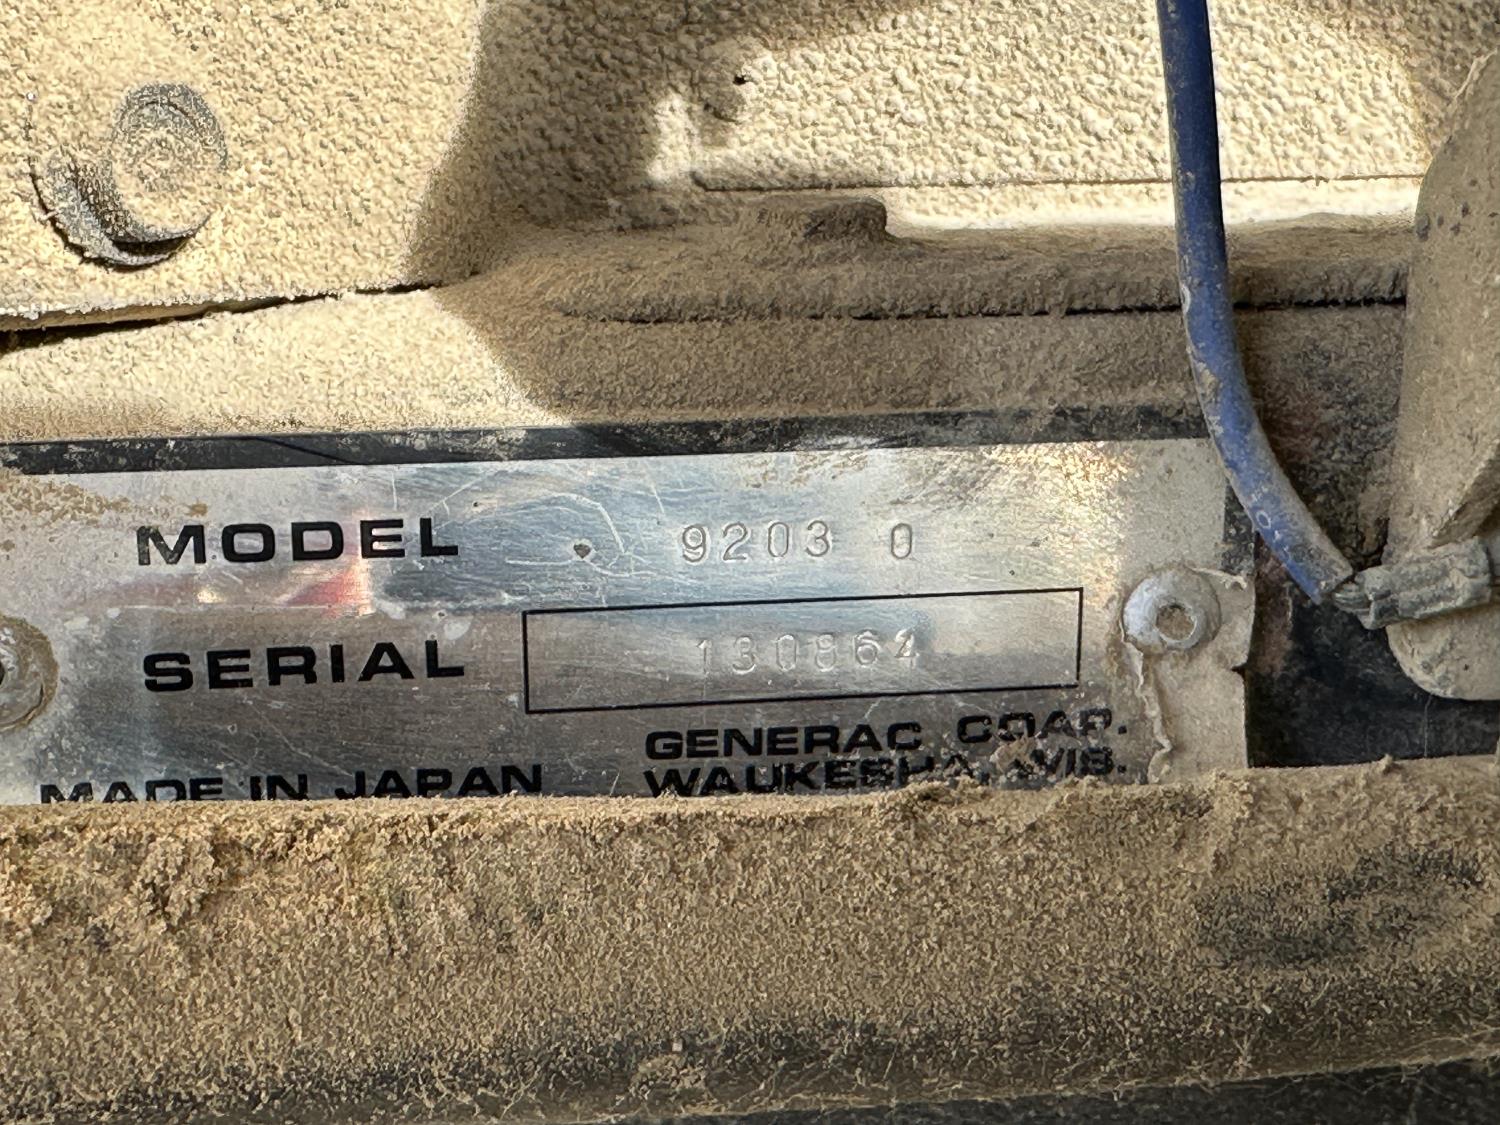 MODEL 9203 0
SERIAL 130864
GENERAC CORP.
MADE IN JAPAN WAUKESHA, WIS.